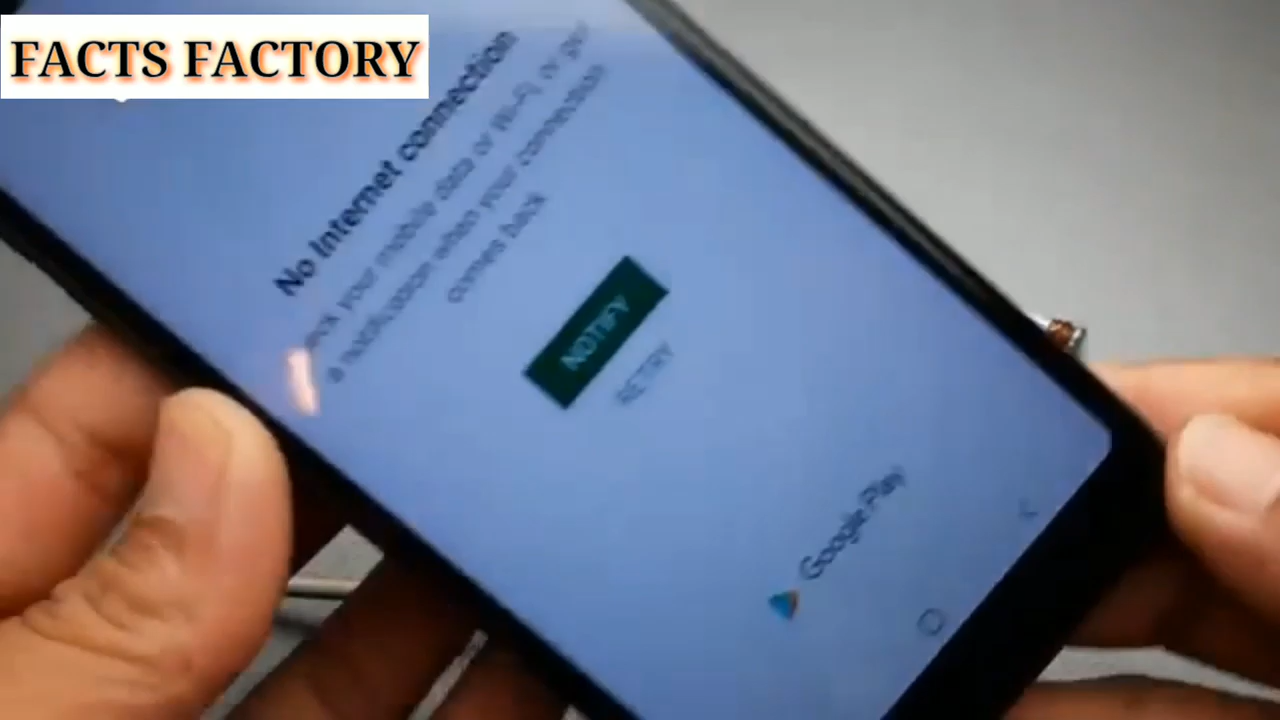 FACTS FACTORY
No Internet connection
your mobile data or Wi-Fi, or get
a notification when your connection
comes back
NOTIFY
RETRY
Google Play